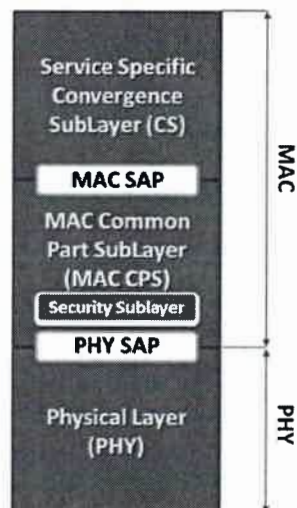 Service Specific
Convergence
SubLayer (CS)
MAC SAP
MAC Common
Part SubLayer
(MAC CPS)
Security Sublayer
PHY SAP
Physical Layer
(PHY)
MAC
PHY